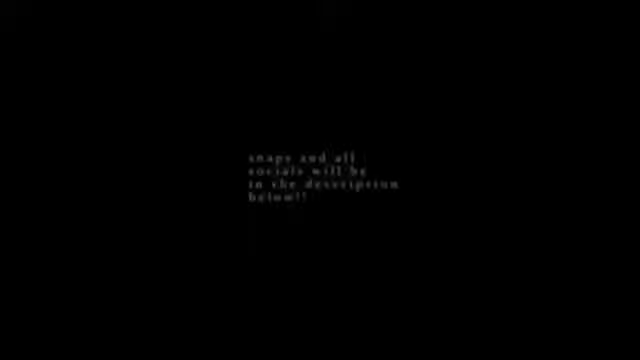 snaps and all
socials will be
in the description
below!!